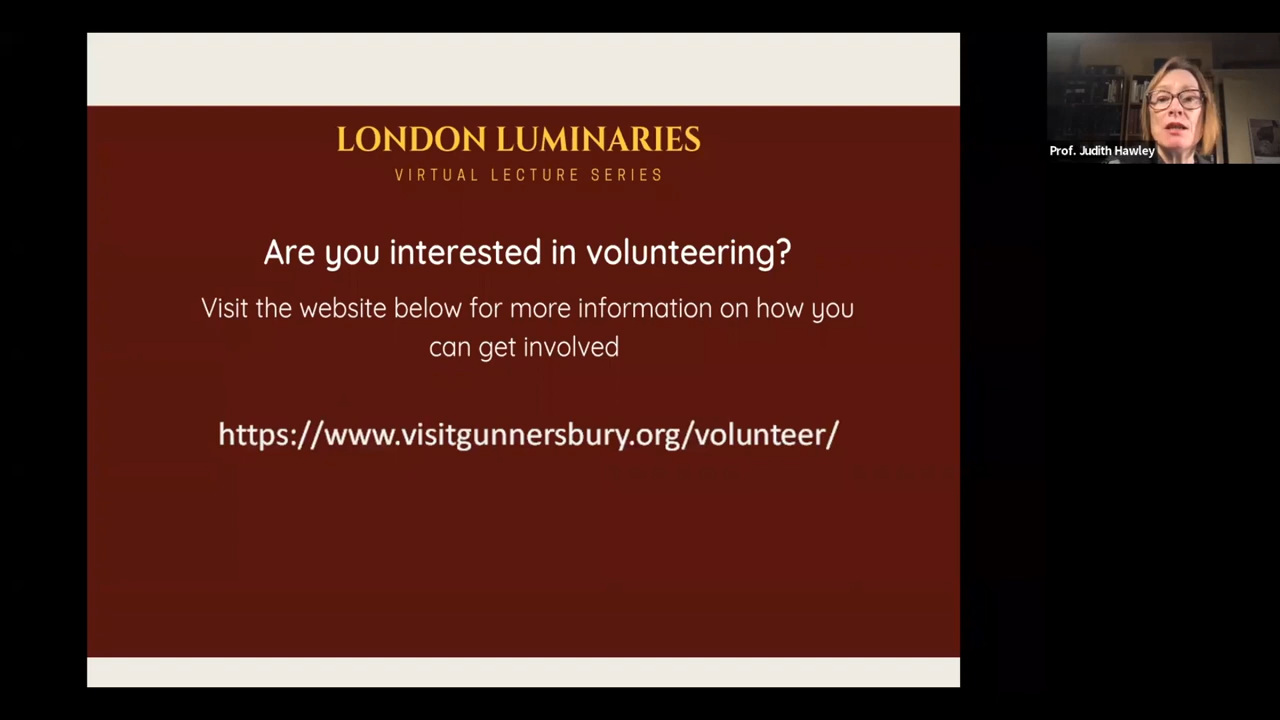 LONDON LUMINARIES
VIRTUAL LECTURE SERIES
Are you interested in volunteering?
Visit the website below for more information on how you
can get involved
https://www.visitgunnersbury.org/volunteer/
Prof. Judith Hawley